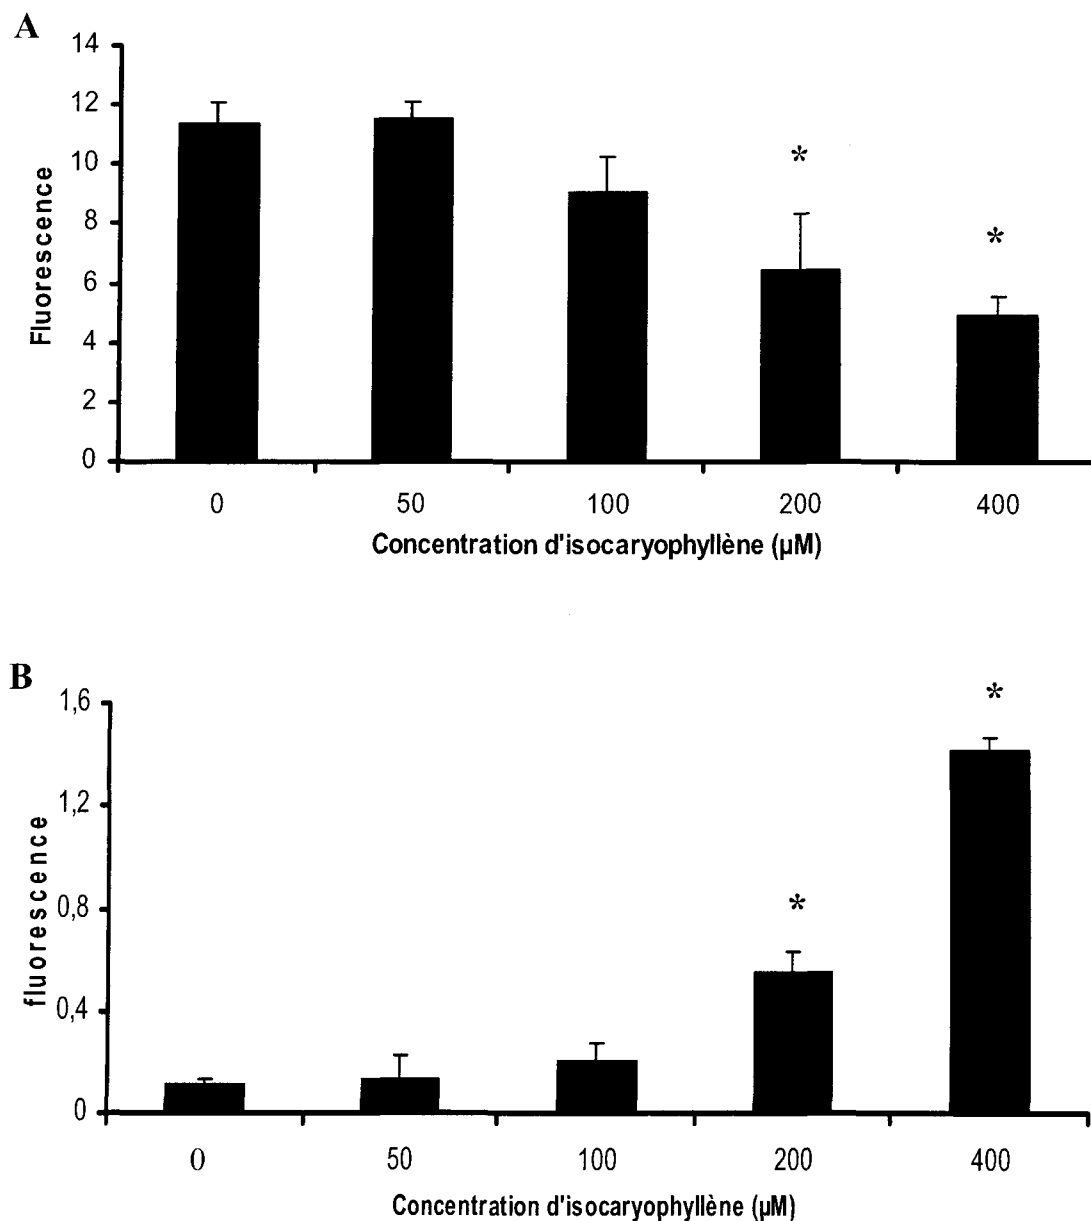 A
14
12
10
8
6
4
2
0
Fluorescence
*
*
0 50 100 200 400
Concentration d'isocaryophyllène (µM)
B
1,6
1,2
0,8
0,4
0
fluorescence
*
*
0 50 100 200 400
Concentration d'isocaryophyllène (µM)